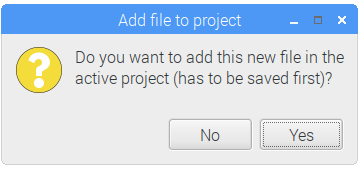 Add file to project
Do you want to add this new file in the
active project (has to be saved first)?
No
Yes